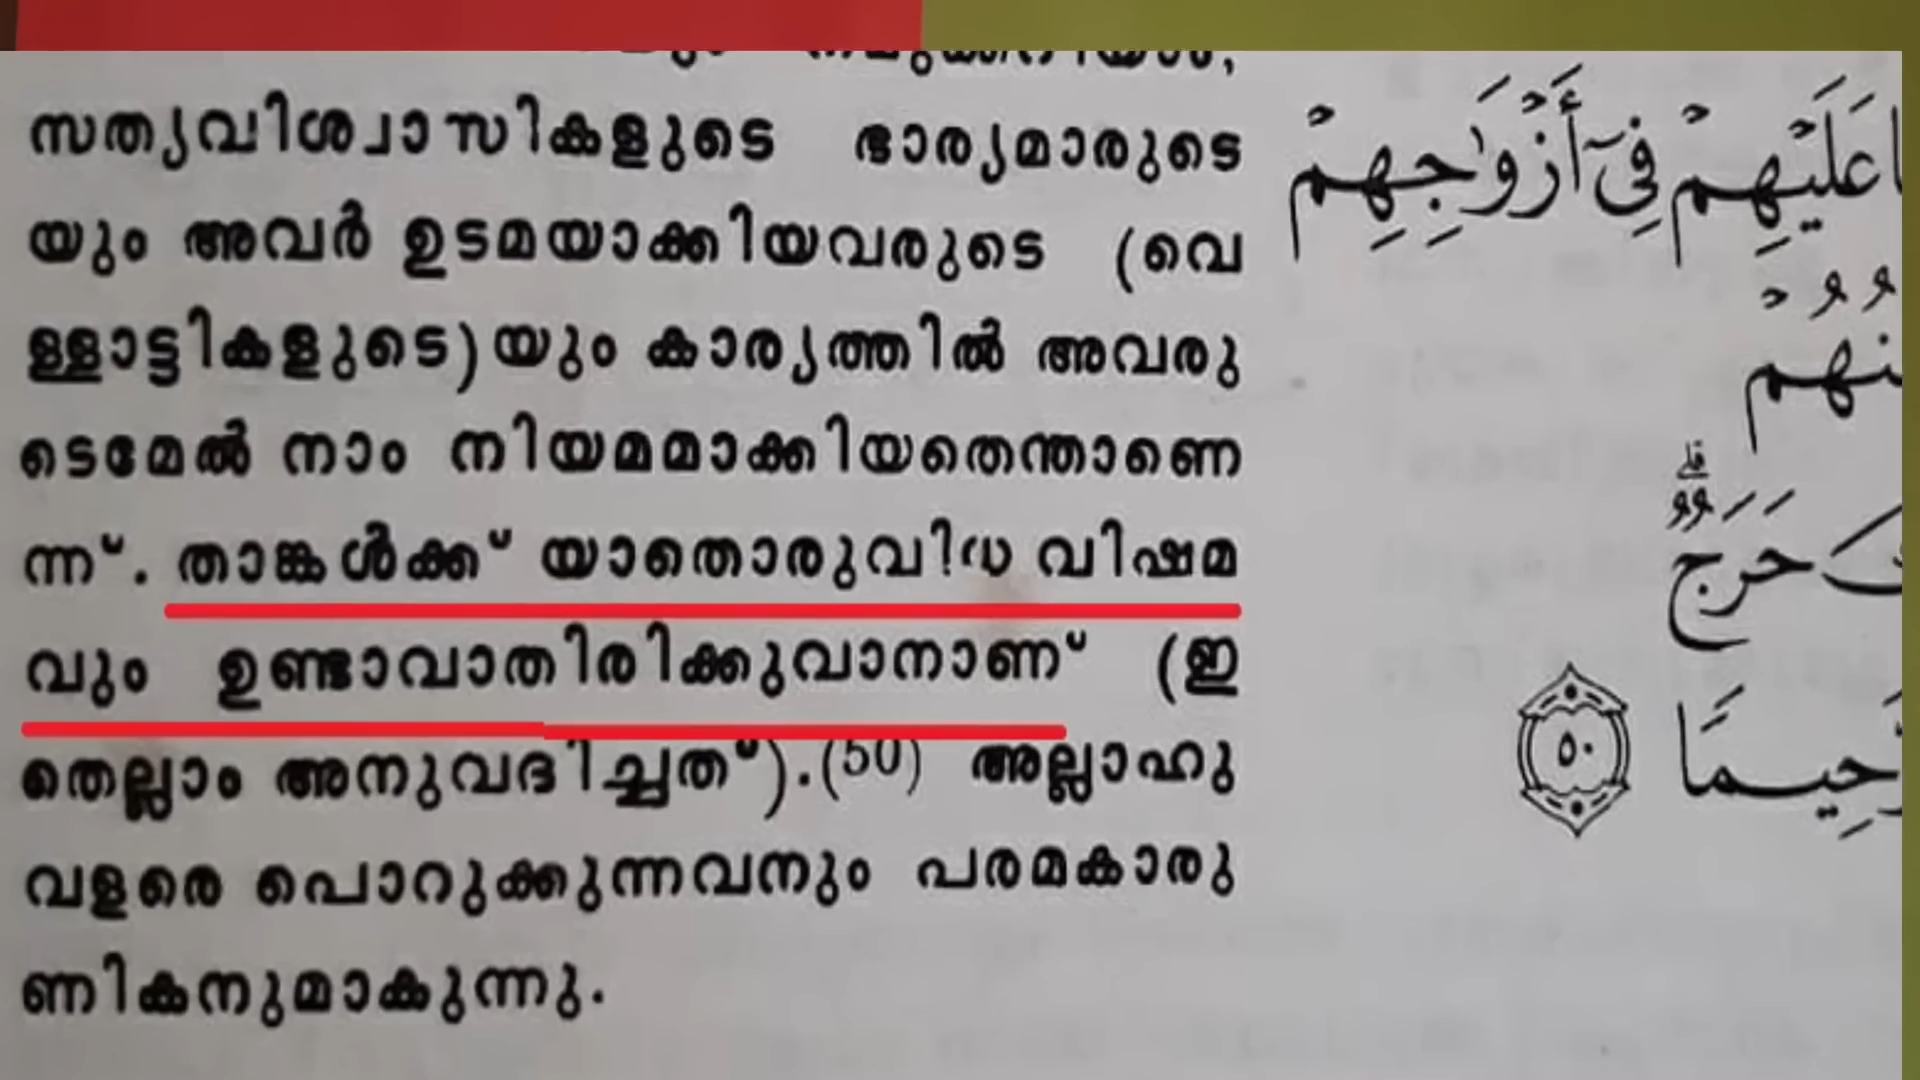 സത്യവിശ്വാസികളുടെ ഭാര്യമാരുടെ
യും അവർ ഉടമയാക്കിയവരുടെ (വെ
ള്ളാട്ടികളുടെ)യും കാര്യത്തിൽ അവരു
ടെമേൽ നാം നിയമമാക്കിയതെന്താണെ
ന്ന്. താങ്കൾക്ക് യാതൊരുവിധ വിഷമ
വും ഉണ്ടാവാതിരിക്കുവാനാണ് (ഇ
തെല്ലാം അനുവദിച്ചത്).(50) അല്ലാഹു
വളരെ പൊറുക്കുന്നവനും പരമകാരു
ണികനുമാകുന്നു.
عَلَيْهِمْ فِىٓ أَزْوَٰجِهِمْ
حَرَجٌ ۗ
٥٠